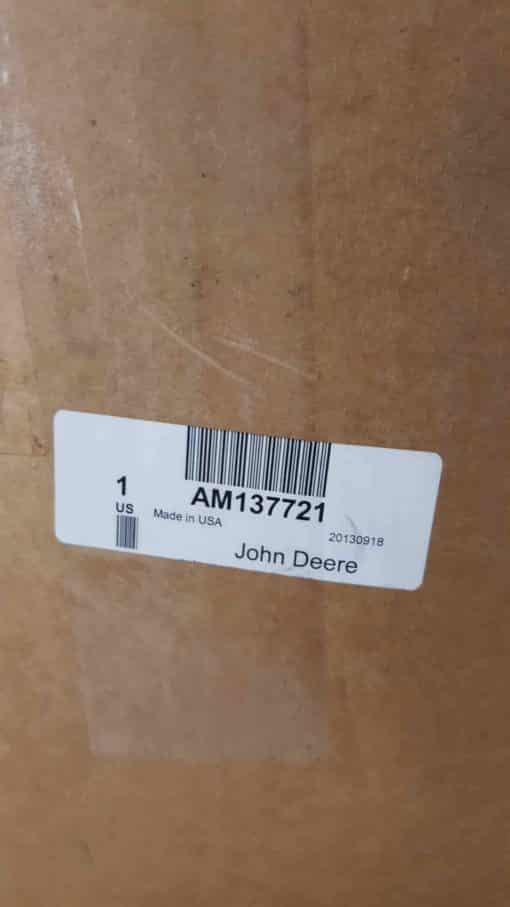 1
US
AM137721
Made in USA
20130918
John Deere